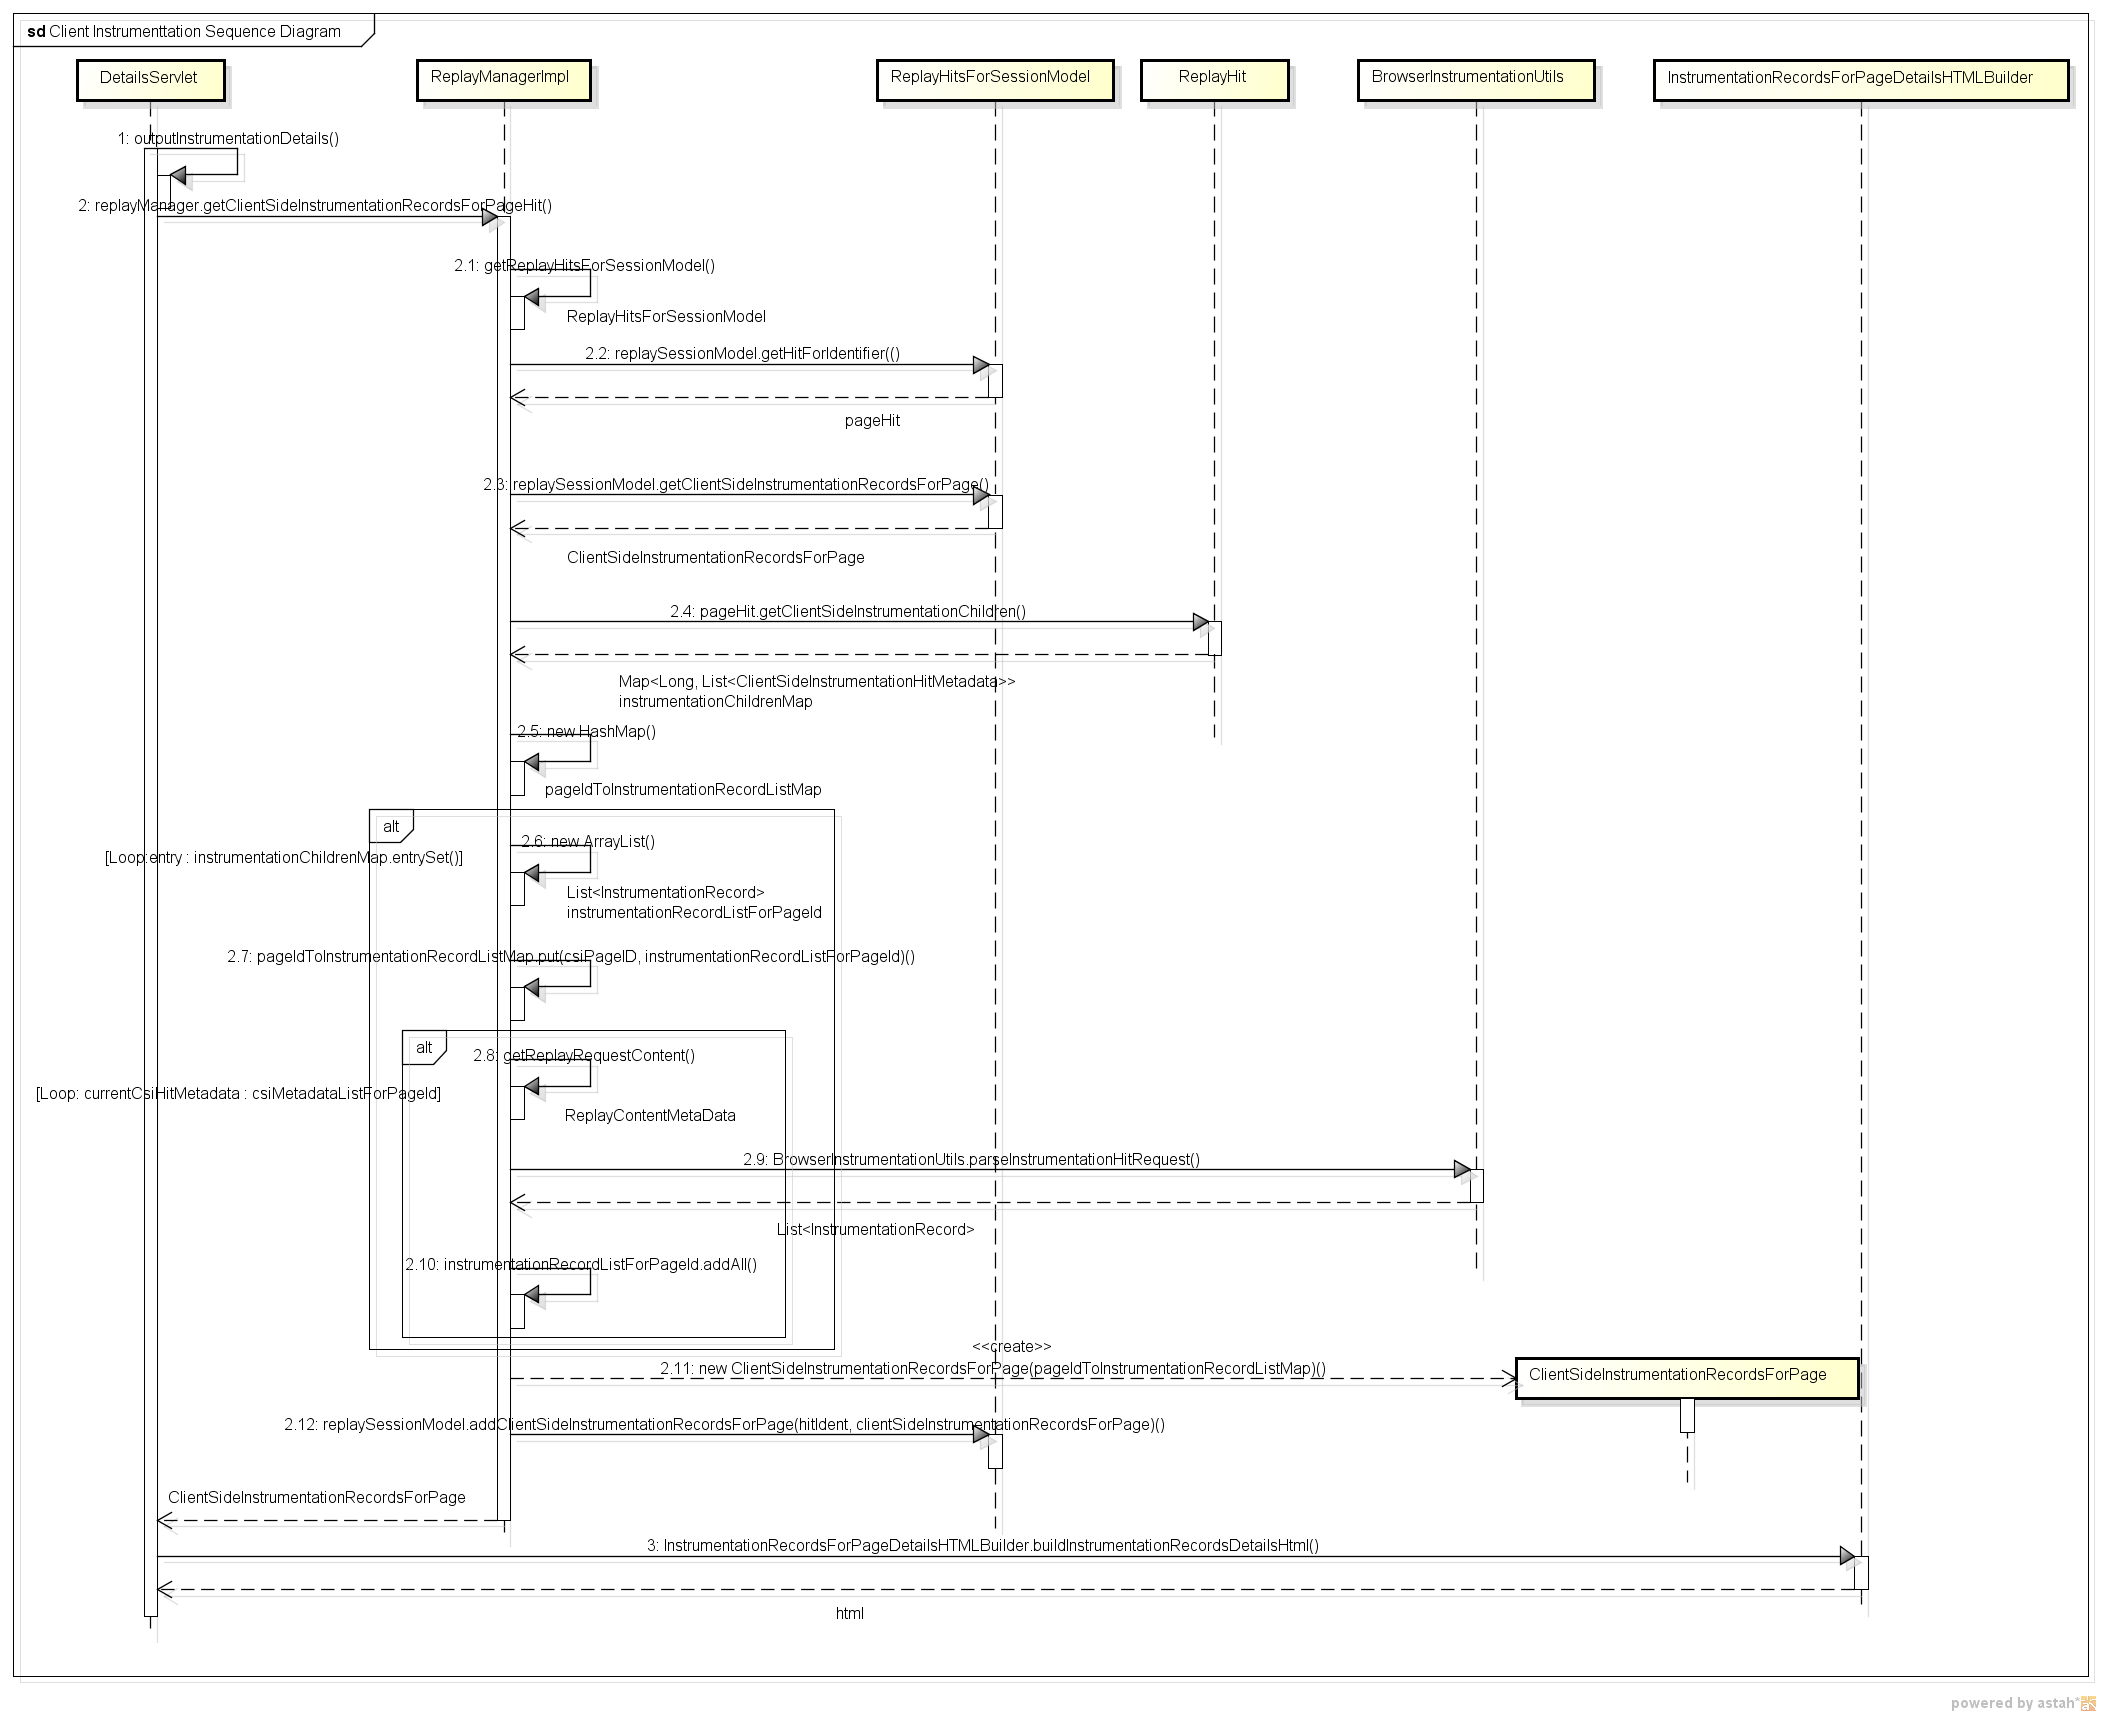 sd Client Instrumenttation Sequence Diagram
DetailsServlet
ReplayManagerImpl
ReplayHitsForSessionModel
ReplayHit
BrowserInstrumentationUtils
InstrumentationRecordsForPageDetailsHTMLBuilder
1: outputInstrumentationDetails()
2: replayManager.getClientSideInstrumentationRecordsForPageHit()
2.1: getReplayHitsForSessionModel()
ReplayHitsForSessionModel
2.2: replaySessionModel.getHitForIdentifier(()
pageHit
2.3: replaySessionModel.getClientSideInstrumentationRecordsForPage()
ClientSideInstrumentationRecordsForPage
2.4: pageHit.getClientSideInstrumentationChildren()
Map<Long, List<ClientSideInstrumentationHitMetadata>>
instrumentationChildrenMap
2.5: new HashMap()
pageIdToInstrumentationRecordListMap
alt
2.6: new ArrayList()
[Loop:entry : instrumentationChildrenMap.entrySet()]
List<InstrumentationRecord>
instrumentationRecordListForPageId
2.7: pageIdToInstrumentationRecordListMap.put(csiPageID, instrumentationRecordListForPageId)()
alt
2.8: getReplayRequestContent()
[Loop: currentCsiHitMetadata : csiMetadataListForPageId]
ReplayContentMetaData
2.9: BrowserInstrumentationUtils.parseInstrumentationHitRequest()
List<InstrumentationRecord>
2.10: instrumentationRecordListForPageId.addAll()
<<create>>
2.11: new ClientSideInstrumentationRecordsForPage(pageIdToInstrumentationRecordListMap)()
ClientSideInstrumentationRecordsForPage
2.12: replaySessionModel.addClientSideInstrumentationRecordsForPage(hitIdent, clientSideInstrumentationRecordsForPage)()
ClientSideInstrumentationRecordsForPage
3: InstrumentationRecordsForPageDetailsHTMLBuilder.buildInstrumentationRecordsDetailsHtml()
html
powered by astah*